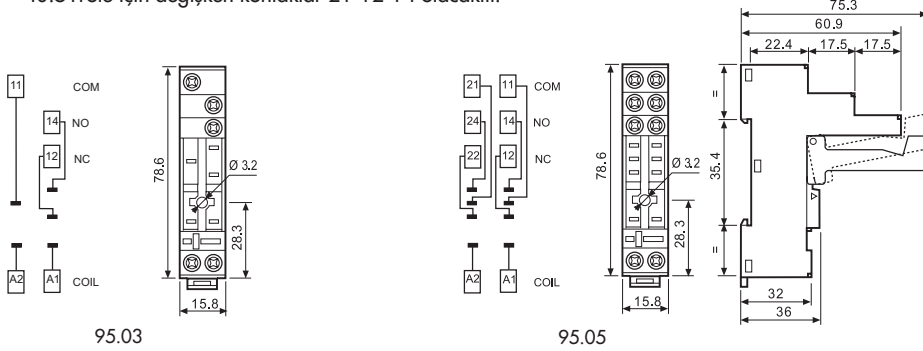 için değişken kontaklar 21-12-14 olacaktır.
75.3
60.9
22.4 17.5 17.5
11 COM
14 NO
12 NC
A2 A1 COIL
78.6
Ø 3.2
28.3
15.8
95.03
21 11 COM
24 14 NO
22 12 NC
A2 A1 COIL
78.6
Ø 3.2
28.3
15.8
95.05
=
35.4
=
32
36